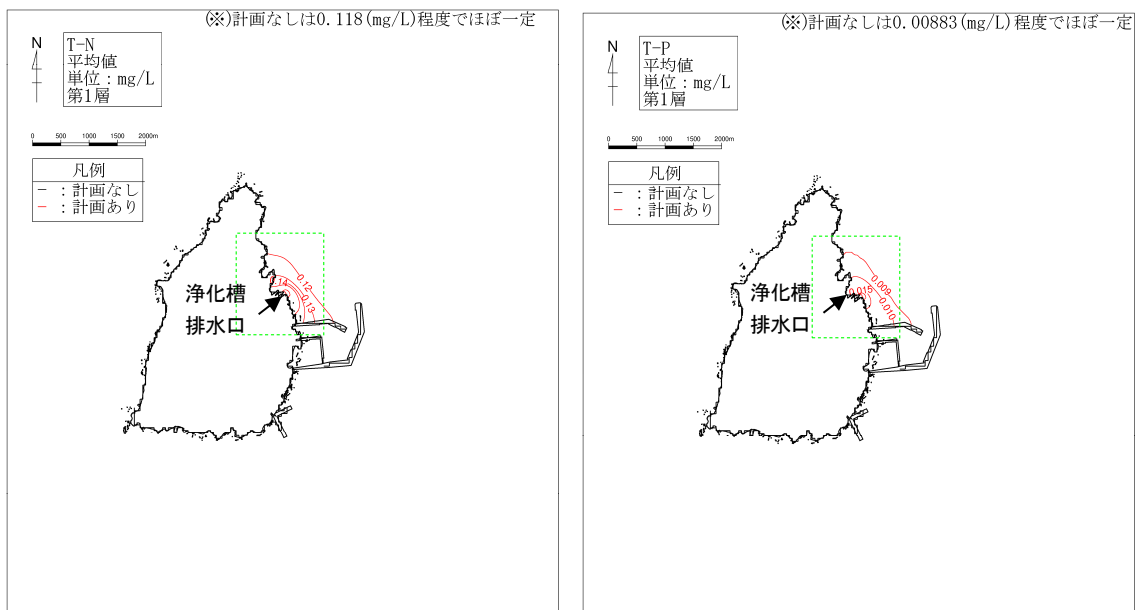 (※)計画なしは0.118(mg/L)程度でほぼ一定
N
T-N
平均値
単位：mg/L
第1層
0 500 1000 1500 2000m
凡例
－ ：計画なし
－ ：計画あり
0.12
0.14
0.13
浄化槽
排水口
(※)計画なしは0.00883(mg/L)程度でほぼ一定
N
T-P
平均値
単位：mg/L
第1層
0 500 1000 1500 2000m
凡例
－ ：計画なし
－ ：計画あり
0.009
0.015
0.010
浄化槽
排水口